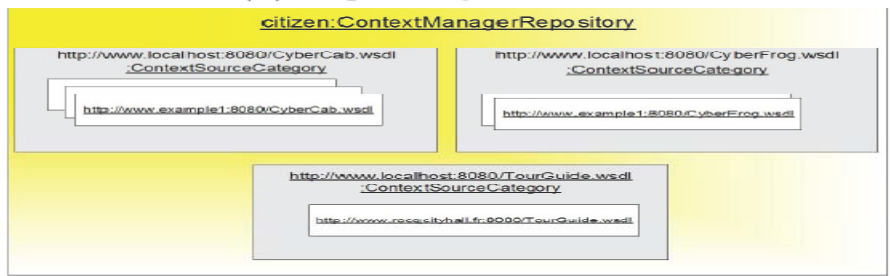 citizen:ContextManagerRepository
http://www.localhost:8080/CyberCab.wsdl
:ContextSourceCategory
http://www.example1:8080/CyberCab.wsdl
http://www.localhost:8080/CyberFrog.wsdl
:ContextSourceCategory
http://www.example1:8080/CyberFrog.wsdl
http://www.localhost:8080/TourGuide.wsdl
:ContextSourceCategory
http://www.rocqcityhall.fr:8080/TourGuide.wsdl